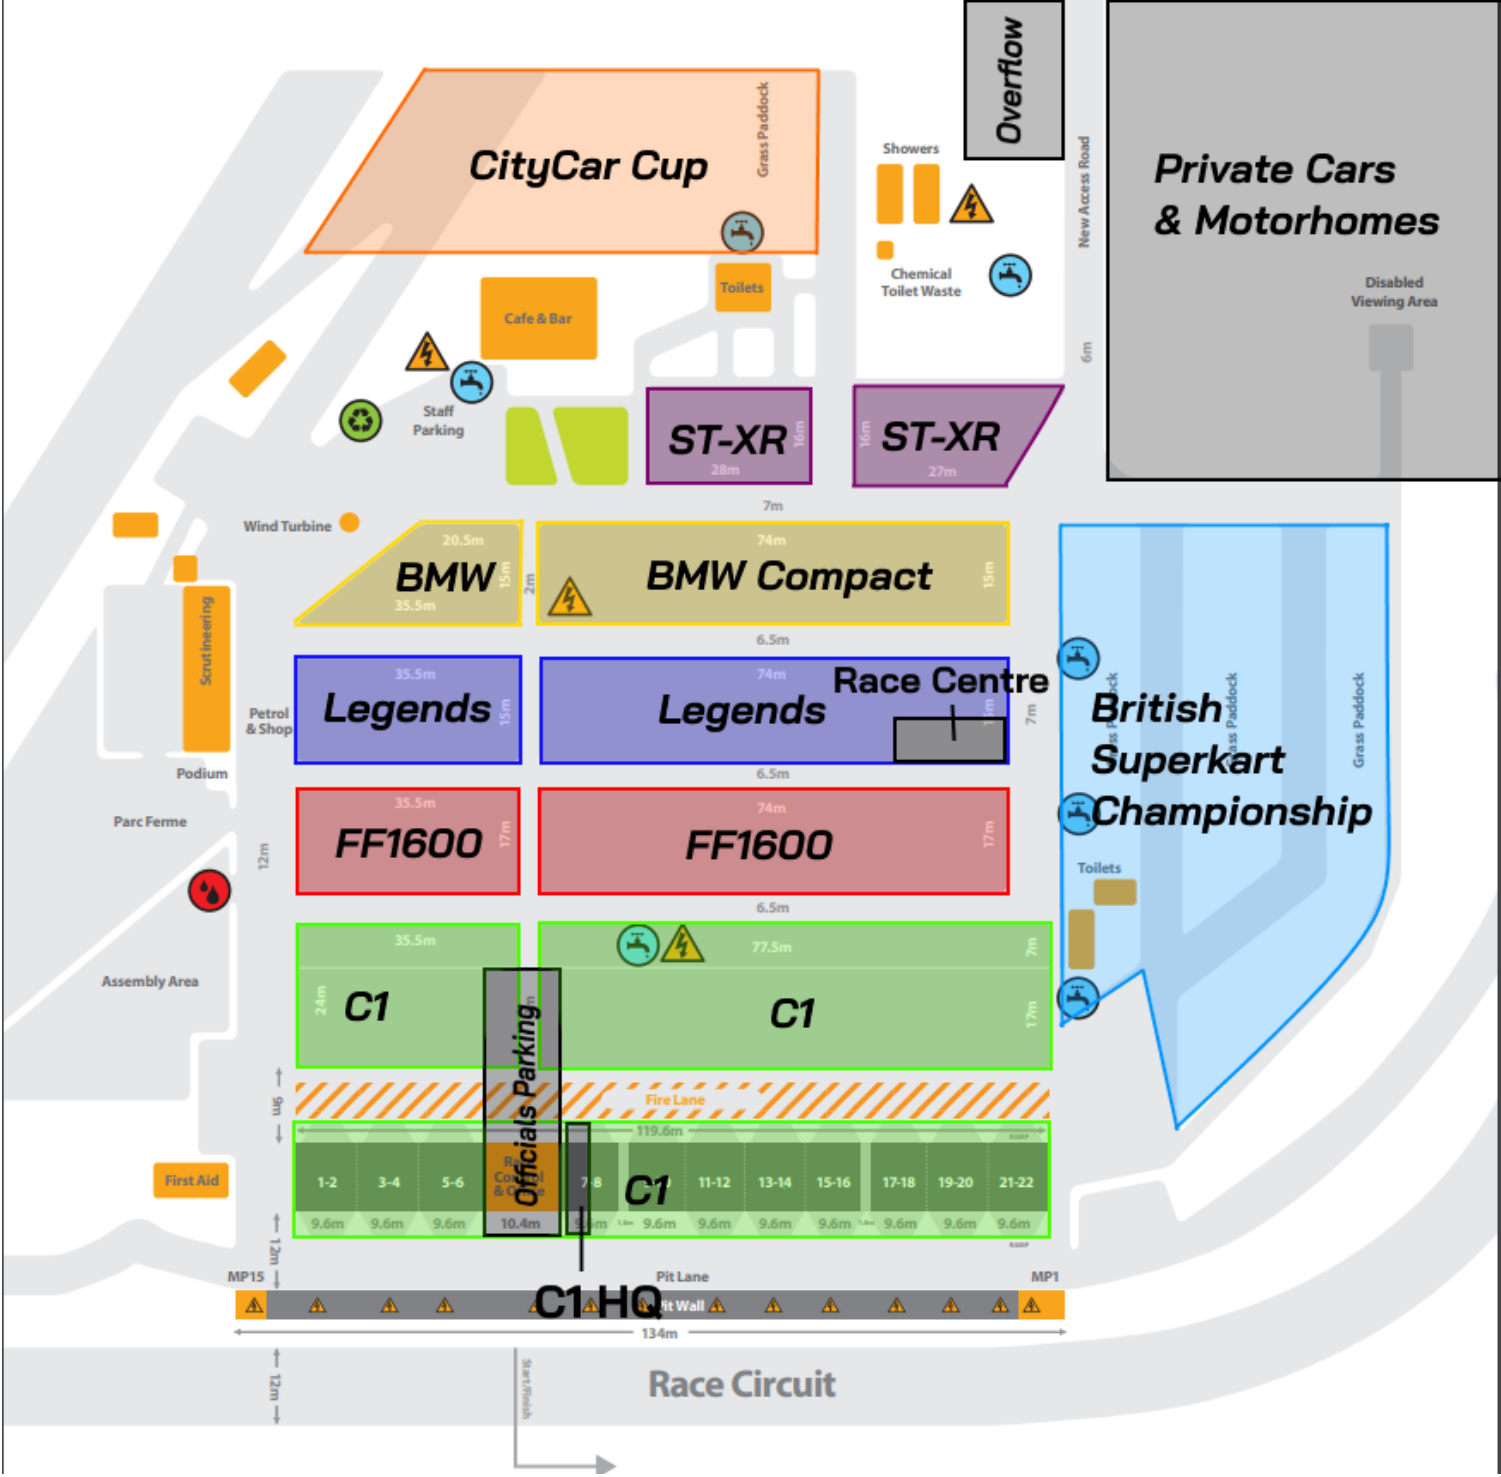 Overflow
Private Cars
& Motorhomes
CityCar Cup
Grass Paddock
Showers
New Access Road
Chemical
Toilet Waste
Disabled
Viewing Area
Toilets
Cafe & Bar
6m
Staff
Parking
ST-XR
16m
28m
ST-XR
16m
27m
7m
Wind Turbine
20.5m
BMW
15m
35.5m
2m
74m
BMW Compact
15m
6.5m
Scrutineering
35.5m
Legends
15m
74m
Legends
Race Centre
7m
Petrol
& Shop
British
Superkart
Championship
Grass Paddock
Grass Paddock
Podium
6.5m
Parc Ferme
35.5m
FF1600
17m
74m
FF1600
17m
12m
Toilets
6.5m
35.5m
77.5m
7m
Assembly Area
24m
C1
C1
17m
Officials Parking
9m
Fire Lane
119.6m
First Aid
1-2
3-4
5-6
7-8
C1
11-12
13-14
15-16
17-18
19-20
21-22
9.6m
9.6m
9.6m
10.4m
9.6m
9.6m
9.6m
9.6m
9.6m
9.6m
9.6m
12m
MP15
Pit Lane
MP1
C1 HQ
Pit Wall
134m
12m
Start/Finish
Race Circuit